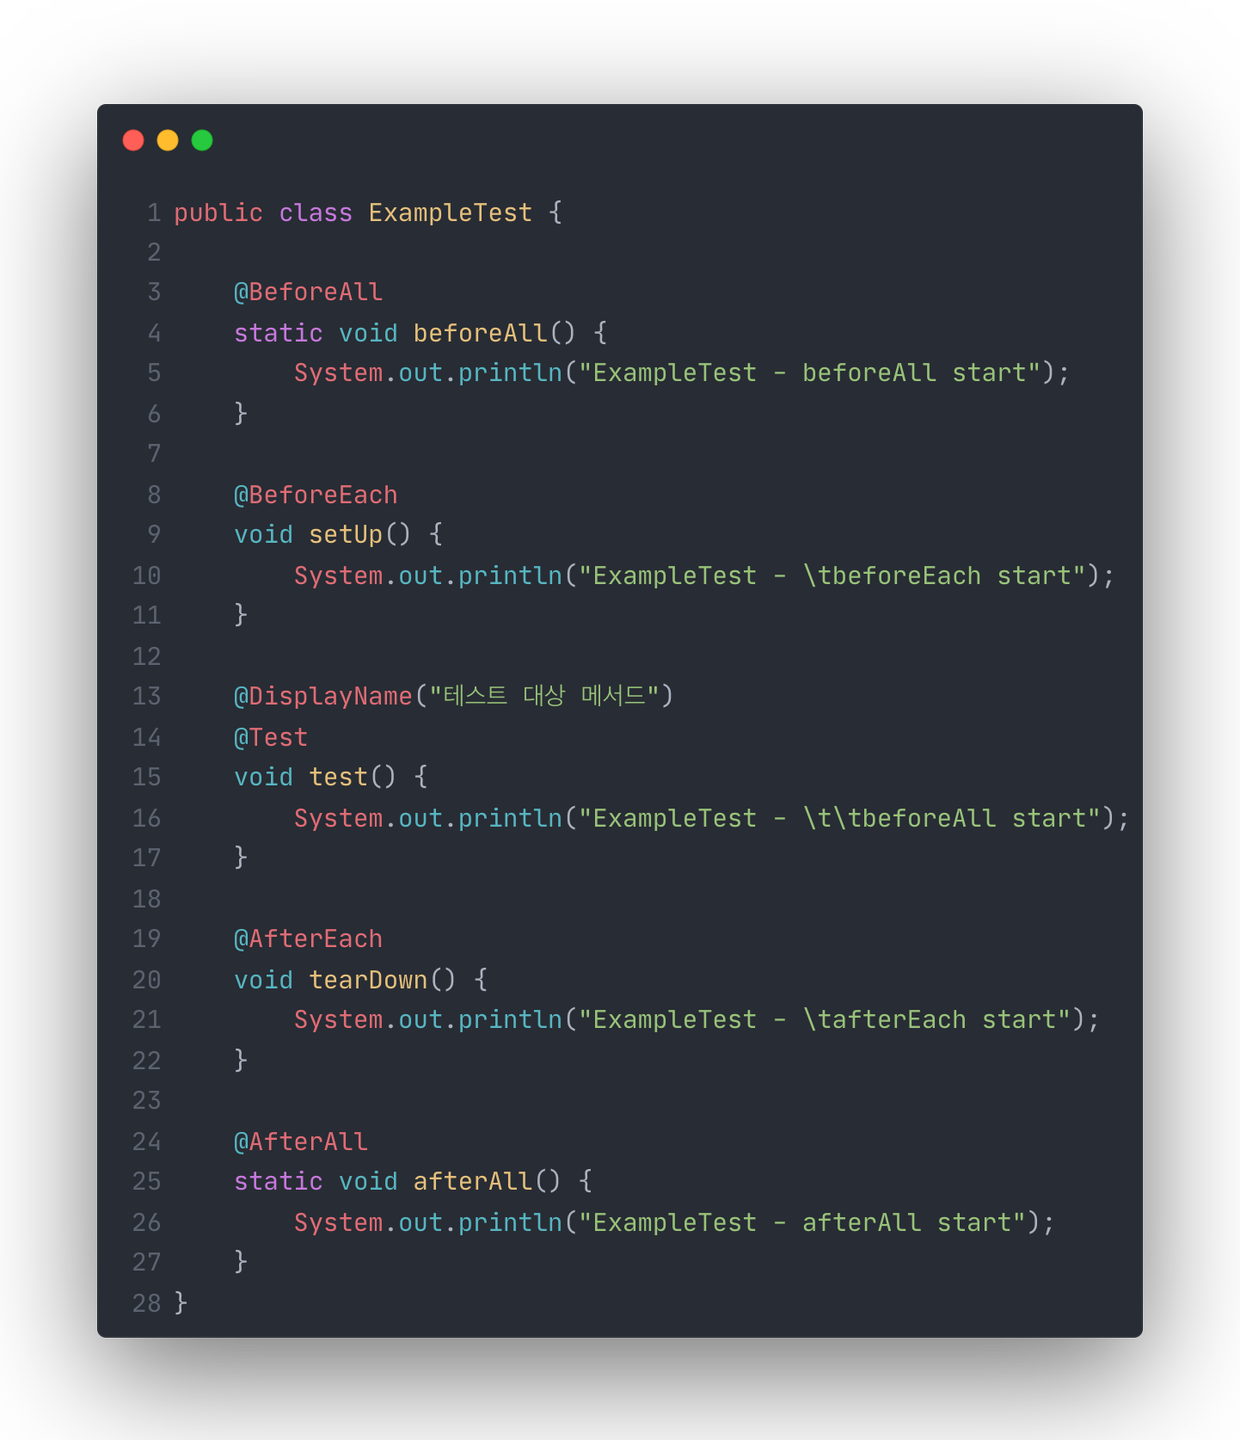 1 public class ExampleTest {
2
3     @BeforeAll
4     static void beforeAll() {
5         System.out.println("ExampleTest - beforeAll start");
6     }
7
8     @BeforeEach
9     void setUp() {
10         System.out.println("ExampleTest - \tbeforeEach start");
11     }
12
13     @DisplayName("테스트 대상 메서드")
14     @Test
15     void test() {
16         System.out.println("ExampleTest - \t\tbeforeAll start");
17     }
18
19     @AfterEach
20     void tearDown() {
21         System.out.println("ExampleTest - \tafterEach start");
22     }
23
24     @AfterAll
25     static void afterAll() {
26         System.out.println("ExampleTest - afterAll start");
27     }
28 }